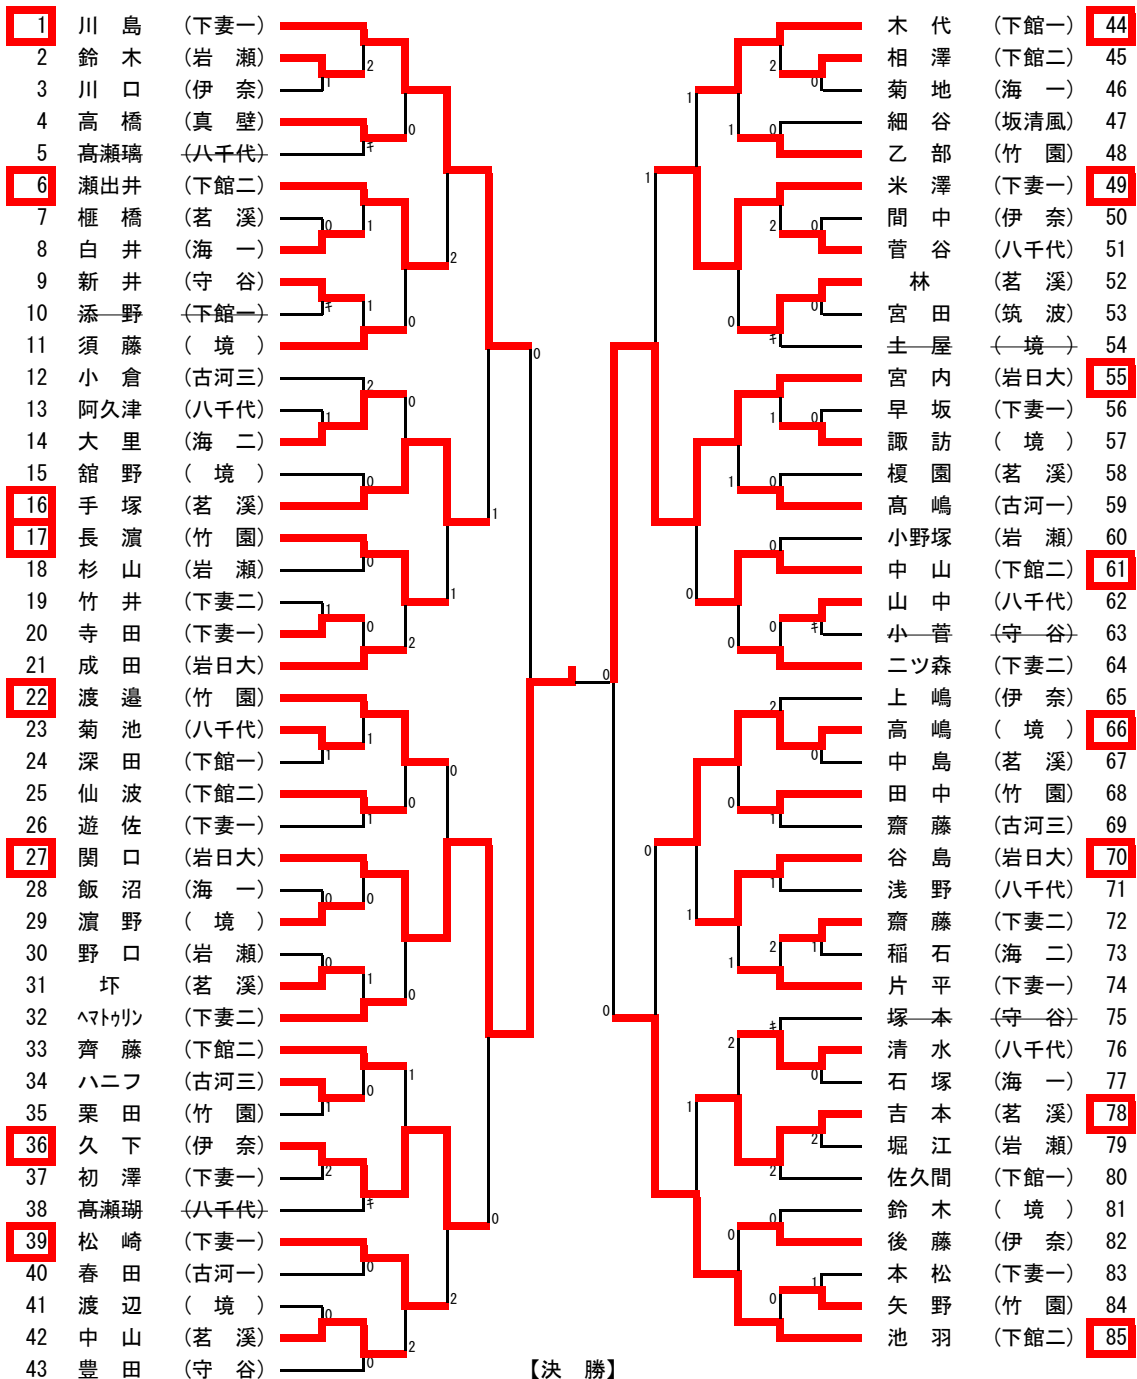 1 川 島 (下妻一)
2 鈴 木 (岩 瀬)
3 川 口 (伊 奈)
4 高 橋 (真 壁)
5 髙瀬璃 (八千代)
6 瀬出井 (下館二)
7 榧 橋 (茗 溪)
8 白 井 (海 一)
9 新 井 (守 谷)
10 添 野 (下館一)
11 須 藤 ( 境 )
12 小 倉 (古河三)
13 阿久津 (八千代)
14 大 里 (海 二)
15 舘 野 ( 境 )
16 手 塚 (茗 溪)
17 長 濵 (竹 園)
18 杉 山 (岩 瀬)
19 竹 井 (下妻二)
20 寺 田 (下妻一)
21 成 田 (岩日大)
22 渡 邉 (竹 園)
23 菊 池 (八千代)
24 深 田 (下館一)
25 仙 波 (下館二)
26 遊 佐 (下妻一)
27 関 口 (岩日大)
28 飯 沼 (海 一)
29 濵 野 ( 境 )
30 野 口 (岩 瀬)
31 圷 (茗 溪)
32 ヘマトゥリン (下妻二)
33 齊 藤 (下館二)
34 ハニフ (古河三)
35 栗 田 (竹 園)
36 久 下 (伊 奈)
37 初 澤 (下妻一)
38 髙瀬瑚 (八千代)
39 松 崎 (下妻一)
40 春 田 (古河一)
41 渡 辺 ( 境 )
42 中 山 (茗 溪)
43 豊 田 (守 谷)
木 代 (下館一) 44
相 澤 (下館二) 45
菊 地 (海 一) 46
細 谷 (坂清風) 47
乙 部 (竹 園) 48
米 澤 (下妻一) 49
間 中 (伊 奈) 50
菅 谷 (八千代) 51
林 (茗 溪) 52
宮 田 (筑 波) 53
土 屋 ( 境 ) 54
宮 内 (岩日大) 55
早 坂 (下妻一) 56
諏 訪 ( 境 ) 57
榎 園 (茗 溪) 58
髙 嶋 (古河一) 59
小野塚 (岩 瀬) 60
中 山 (下館二) 61
山 中 (八千代) 62
小 菅 (守 谷) 63
二ツ森 (下妻二) 64
上 嶋 (伊 奈) 65
高 嶋 ( 境 ) 66
中 島 (茗 溪) 67
田 中 (竹 園) 68
齋 藤 (古河三) 69
谷 島 (岩日大) 70
浅 野 (八千代) 71
齋 藤 (下妻二) 72
稲 石 (海 二) 73
片 平 (下妻一) 74
塚 本 (守 谷) 75
清 水 (八千代) 76
石 塚 (海 一) 77
吉 本 (茗 溪) 78
堀 江 (岩 瀬) 79
佐久間 (下館一) 80
鈴 木 ( 境 ) 81
後 藤 (伊 奈) 82
本 松 (下妻一) 83
矢 野 (竹 園) 84
池 羽 (下館二) 85
【決 勝】